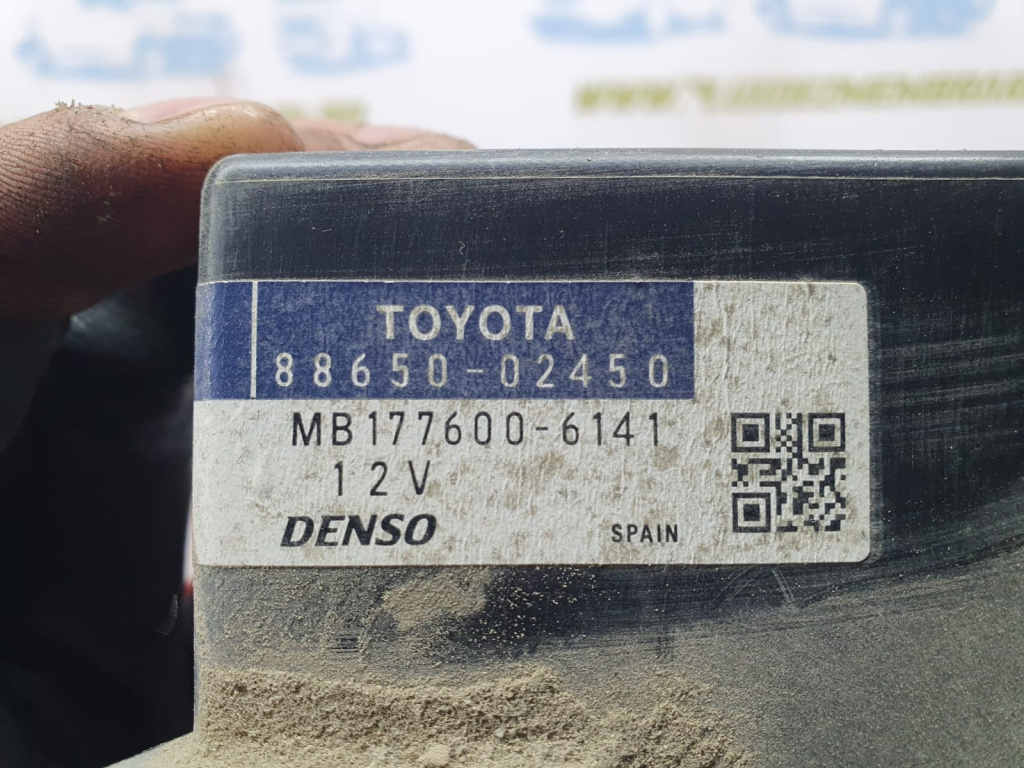 TOYOTA
88650-02450
MB177600-6141
12V
DENSO
SPAIN